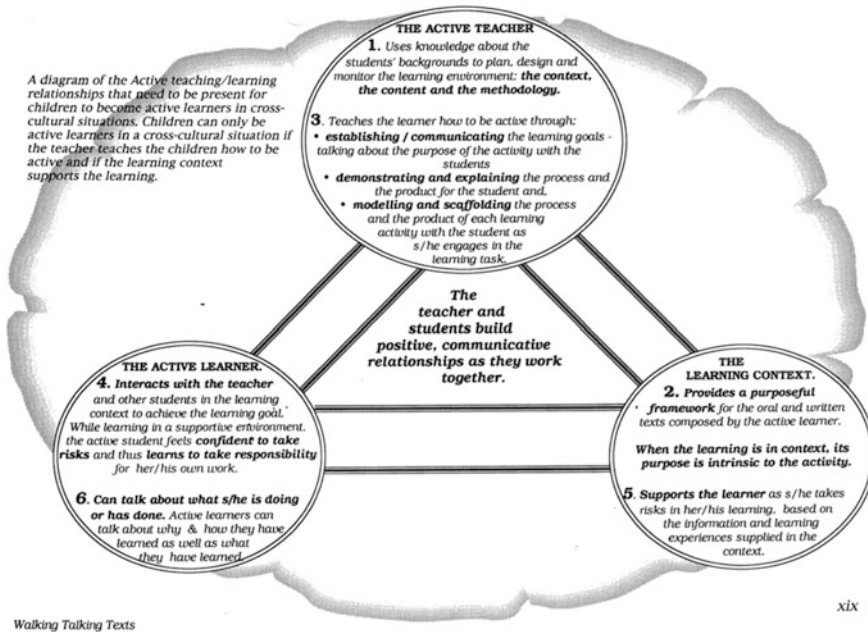 A diagram of the Active teaching/learning
relationships that need to be present for
children to become active learners in cross-
cultural situations. Children can only be
active learners in a cross-cultural situation if
the teacher teaches the children how to be
active and if the learning context
supports the learning.
THE ACTIVE TEACHER
1. Uses knowledge about the
students' backgrounds to plan, design and
monitor the learning environment: the context,
the content and the methodology.
3. Teaches the learner how to be active through:
• establishing / communicating the learning goals -
talking about the purpose of the activity with the
students
• demonstrating and explaining the process and
the product for the student and,
• modelling and scaffolding the process
and the product of each learning
activity with the student as
s/he engages in the
learning task.
The
teacher and
students build
positive, communicative
relationships as they work
together.
THE ACTIVE LEARNER.
4. Interacts with the teacher
and other students in the learning
context to achieve the learning goal.
While learning in a supportive environment,
the active student feels confident to take
risks and thus learns to take responsibility
for her/his own work.
6. Can talk about what s/he is doing
or has done. Active learners can
talk about why & how they have
learned as well as what
they have learned.
THE
LEARNING CONTEXT.
2. Provides a purposeful
framework for the oral and written
texts composed by the active learner.
When the learning is in context, its
purpose is intrinsic to the activity.
5. Supports the learner as s/he takes
risks in her/his learning, based on
the information and learning
experiences supplied in the
context.
xix
Walking Talking Texts